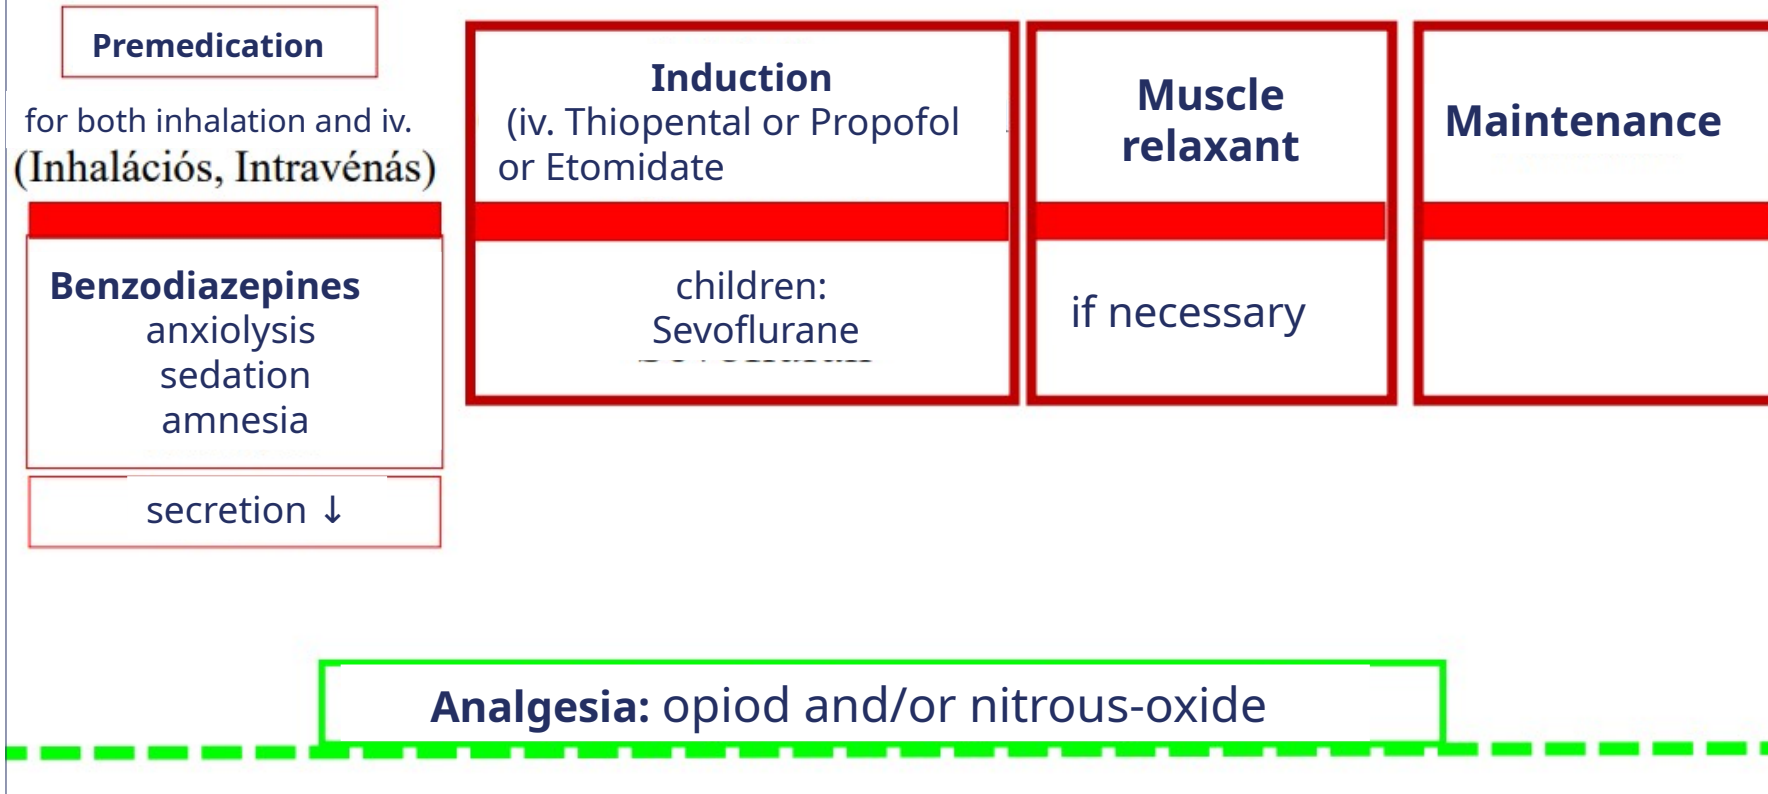 Premedication
for both inhalation and iv.
(Inhalációs, Intravénás)
Benzodiazepines
anxiolysis
sedation
amnesia
secretion ↓
Induction
(iv. Thiopental or Propofol
or Etomidate
children:
Sevoflurane
Muscle
relaxant
if necessary
Maintenance
Analgesia: opiod and/or nitrous-oxide